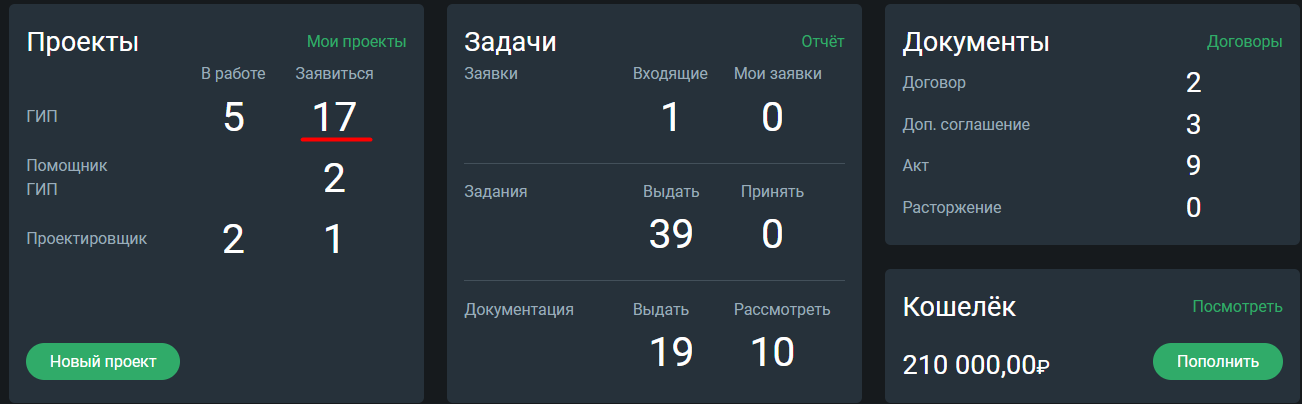 Проекты Мои проекты
В работе Заявиться
ГИП 5 17
Помощник
ГИП 2
Проектировщик 2 1
Новый проект
Задачи Отчёт
Заявки Входящие Мои заявки
1 0
Задания Выдать Принять
39 0
Документация Выдать Рассмотреть
19 10
Документы Договоры
Договор 2
Доп. соглашение 3
Акт 9
Расторжение 0
Кошелёк Посмотреть
210 000,00₽ Пополнить